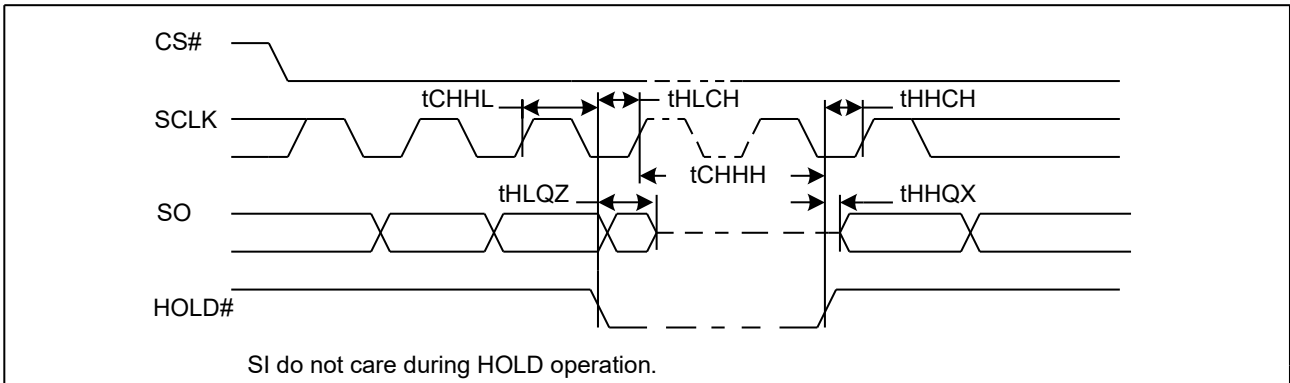 CS#
tCHHL
tHLCH
tHHCH
SCLK
tCHHH
tHLQZ
tHHQX
SO
HOLD#
SI do not care during HOLD operation.